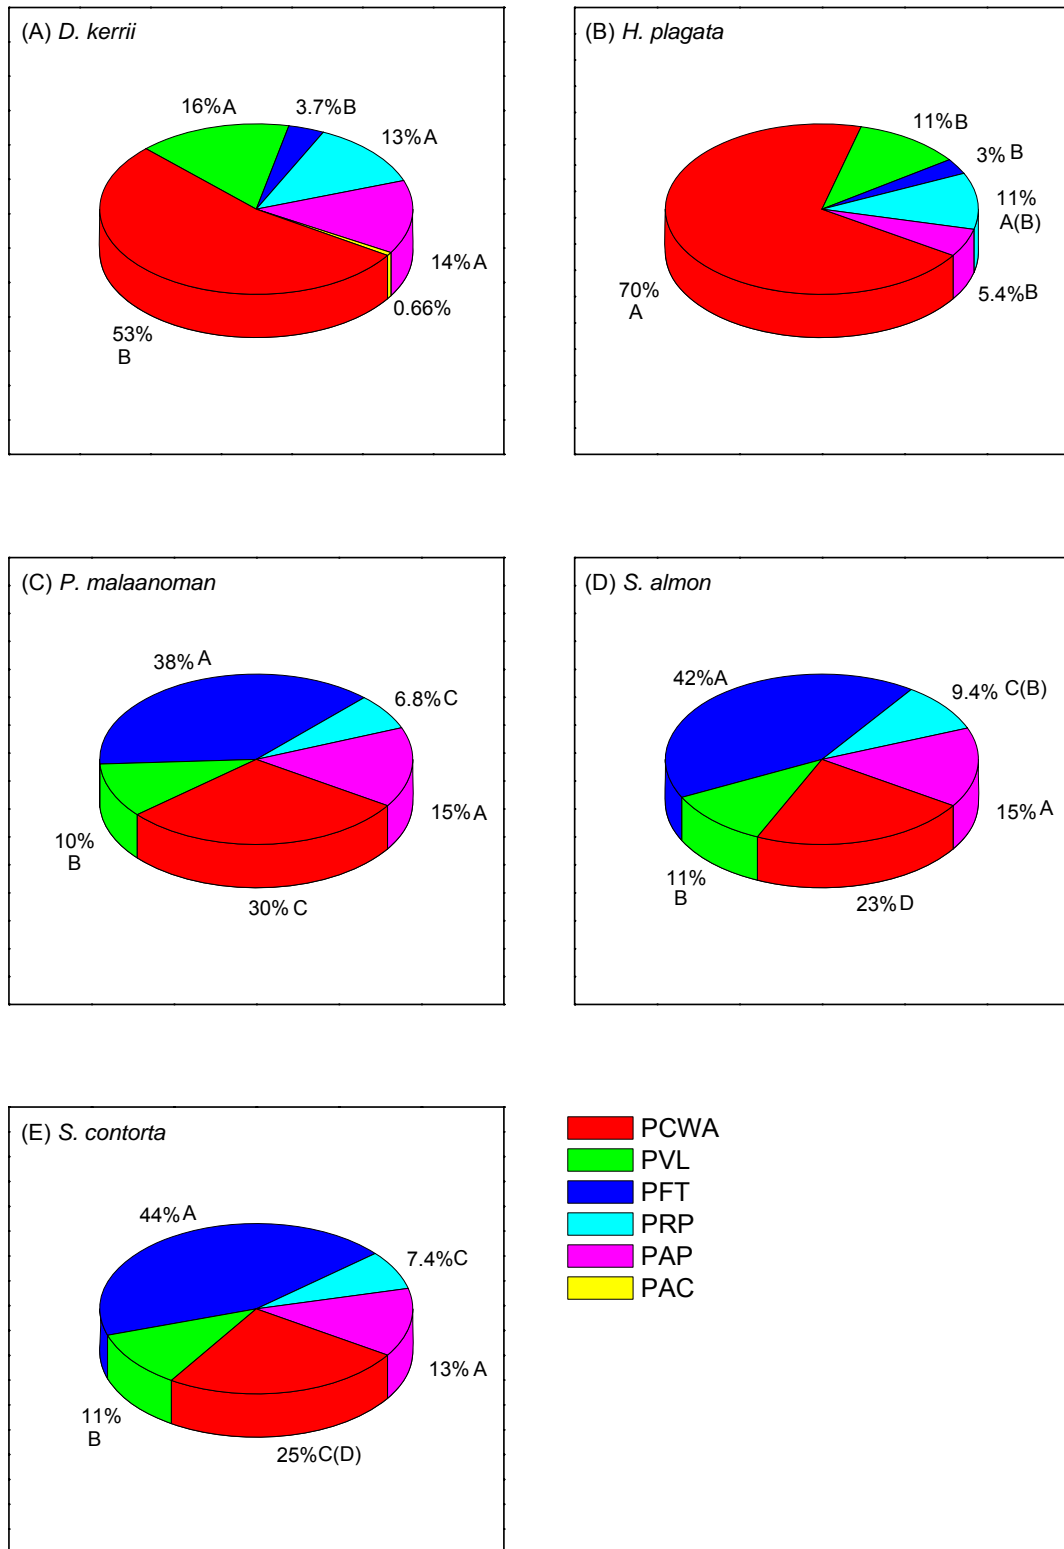 (A) D. kerrii
16% A
3.7% B
13% A
14% A
0.66%
53%
B
(B) H. plagata
11% B
3% B
11%
A(B)
5.4% B
70%
A
(C) P. malaanoman
38% A
6.8% C
15% A
10%
B
30% C
(D) S. almon
42% A
9.4% C(B)
15% A
11%
B
23% D
(E) S. contorta
44% A
7.4% C
13% A
11%
B
25% C(D)
PCWA
PVL
PFT
PRP
PAP
PAC